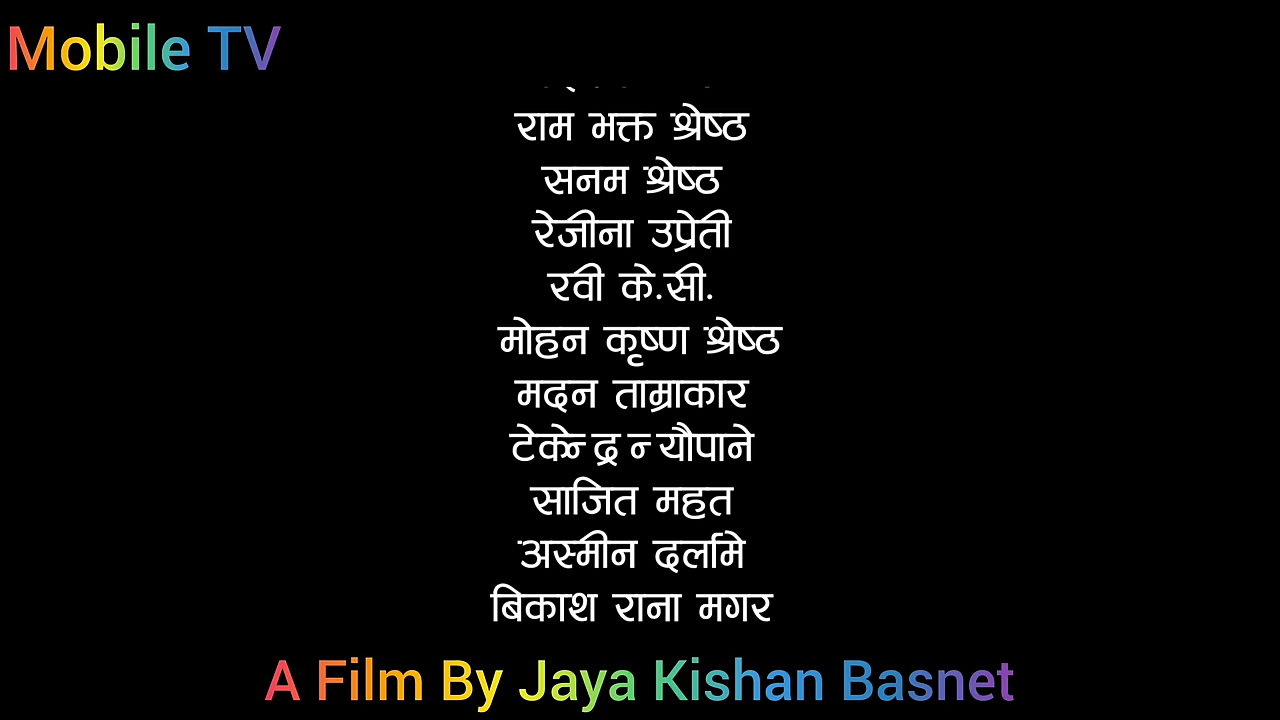 Mobile TV
राम भक्त श्रेष्ठ
सनम श्रेष्ठ
रेजीना उप्रेती
रवी के.सी.
मोहन कृष्ण श्रेष्ठ
मदन ताम्राकार
टेकेन्द्र न्यौपाने
साजित महत
अस्मीन दर्लामे
बिकाश राना मगर
A Film By Jaya Kishan Basnet